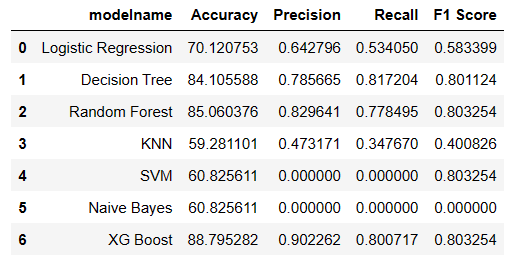 modelname Accuracy Precision Recall F1 Score
0 Logistic Regression 70.120753 0.642796 0.534050 0.583399
1 Decision Tree 84.105588 0.785665 0.817204 0.801124
2 Random Forest 85.060376 0.829641 0.778495 0.803254
3 KNN 59.281101 0.473171 0.347670 0.400826
4 SVM 60.825611 0.000000 0.000000 0.803254
5 Naive Bayes 60.825611 0.000000 0.000000 0.000000
6 XG Boost 88.795282 0.902262 0.800717 0.803254